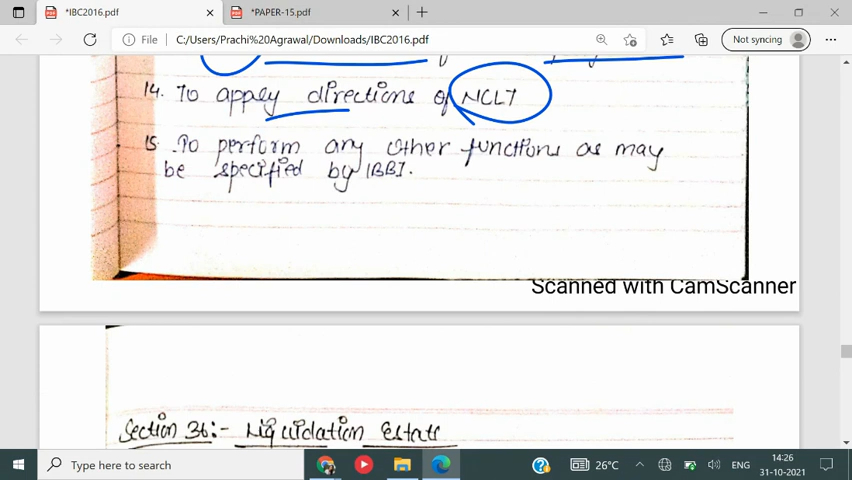 *IBC2016.pdf
*PAPER-15.pdf
File C:/Users/Prachi%20Agrawal/Downloads/IBC2016.pdf
Not syncing
14. To appey directions of NCLT
15. To perform any other functions as may
be specified by IBBI.
Scanned with CamScanner
Section 36:- Liquidation Estate
Type here to search
26°C
ENG
14:26
31-10-2021